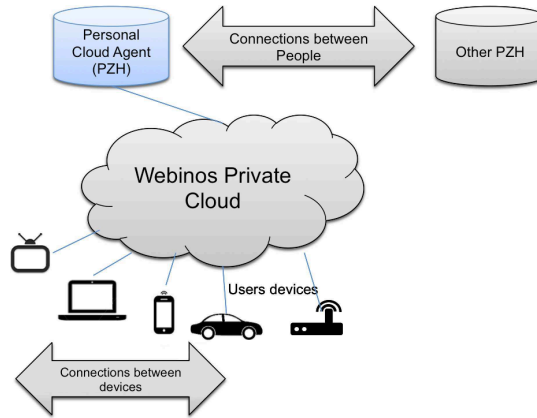 Personal
Cloud Agent
(PZH)
Connections between
People
Other PZH
Webinos Private
Cloud
Users devices
Connections between
devices